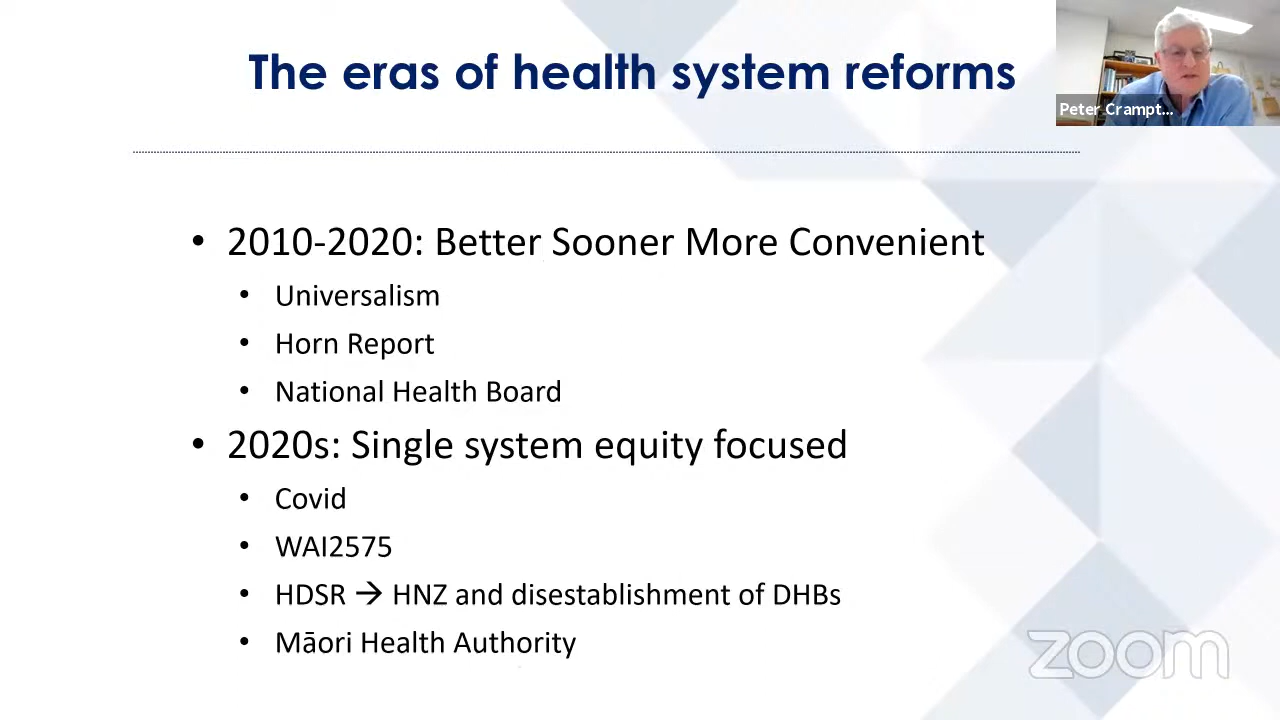 The eras of health system reforms
Peter Crampt...
• 2010-2020: Better Sooner More Convenient
• Universalism
• Horn Report
• National Health Board
• 2020s: Single system equity focused
• Covid
• WAI2575
• HDSR → HNZ and disestablishment of DHBs
• Māori Health Authority
zoom